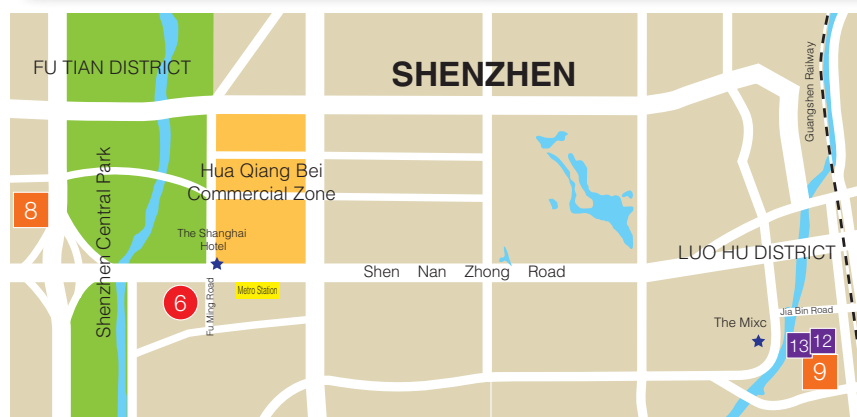 FU TIAN DISTRICT
SHENZHEN
Guangshen Railway
Hua Qiang Bei
Commercial Zone
Shenzhen Central Park
8
The Shanghai
Hotel
LUO HU DISTRICT
Shen Nan Zhong Road
Metro Station
6
Fu Ming Road
Jia Bin Road
The Mixc
13
12
9